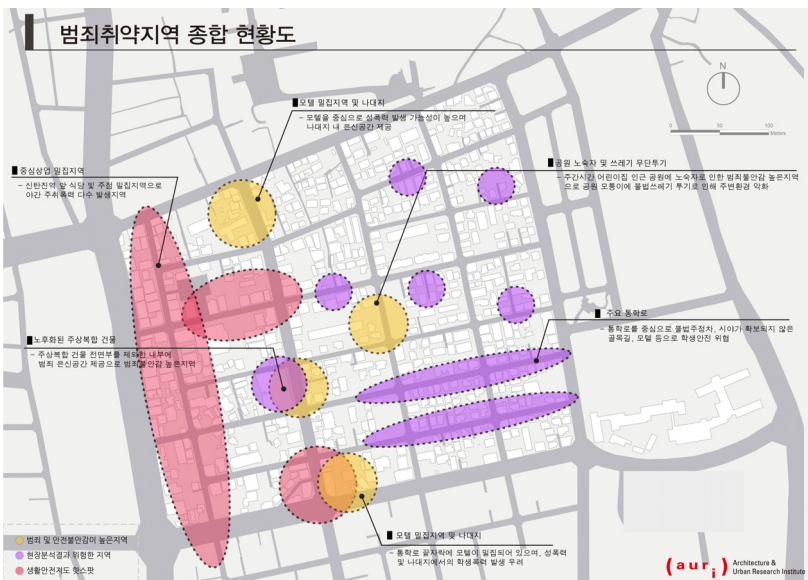 범죄취약지역 종합 현황도
N
0 50 100
Meters
■모텔 밀집지역 및 나대지
– 모텔을 중심으로 성폭력 발생 가능성이 높으며
나대지 내 은신공간 제공
■공원 노숙자 및 쓰레기 무단투기
– 주간시간 어린이집 인근 공원에 노숙자로 인한 범죄불안감 높은지역
으로 공원 모퉁이에 불법쓰레기 투기로 인해 주변환경 악화
■중심상업 밀집지역
– 신탄진역 앞 식당 및 주점 밀집지역으로
야간 주취폭력 다수 발생지역
■ 주요 통학로
– 통학로를 중심으로 불법주정차, 시야가 확보되지 않은
골목길, 모텔 등으로 학생안전 위협
■노후화된 주상복합 건물
– 주상복합 건물 전면부를 제외한 내부에
범죄 은신공간 제공으로 범죄불안감 높은지역
■ 모텔 밀집지역 및 나대지
– 통학로 끝자락에 모텔이 밀집되어 있으며, 성폭력
및 나대지에서의 학생폭력 발생 우려
범죄 및 안전불안감이 높은지역
현장분석결과 위험한 지역
생활안전지도 핫스팟
(auri)
Architecture &
Urban Research Institute